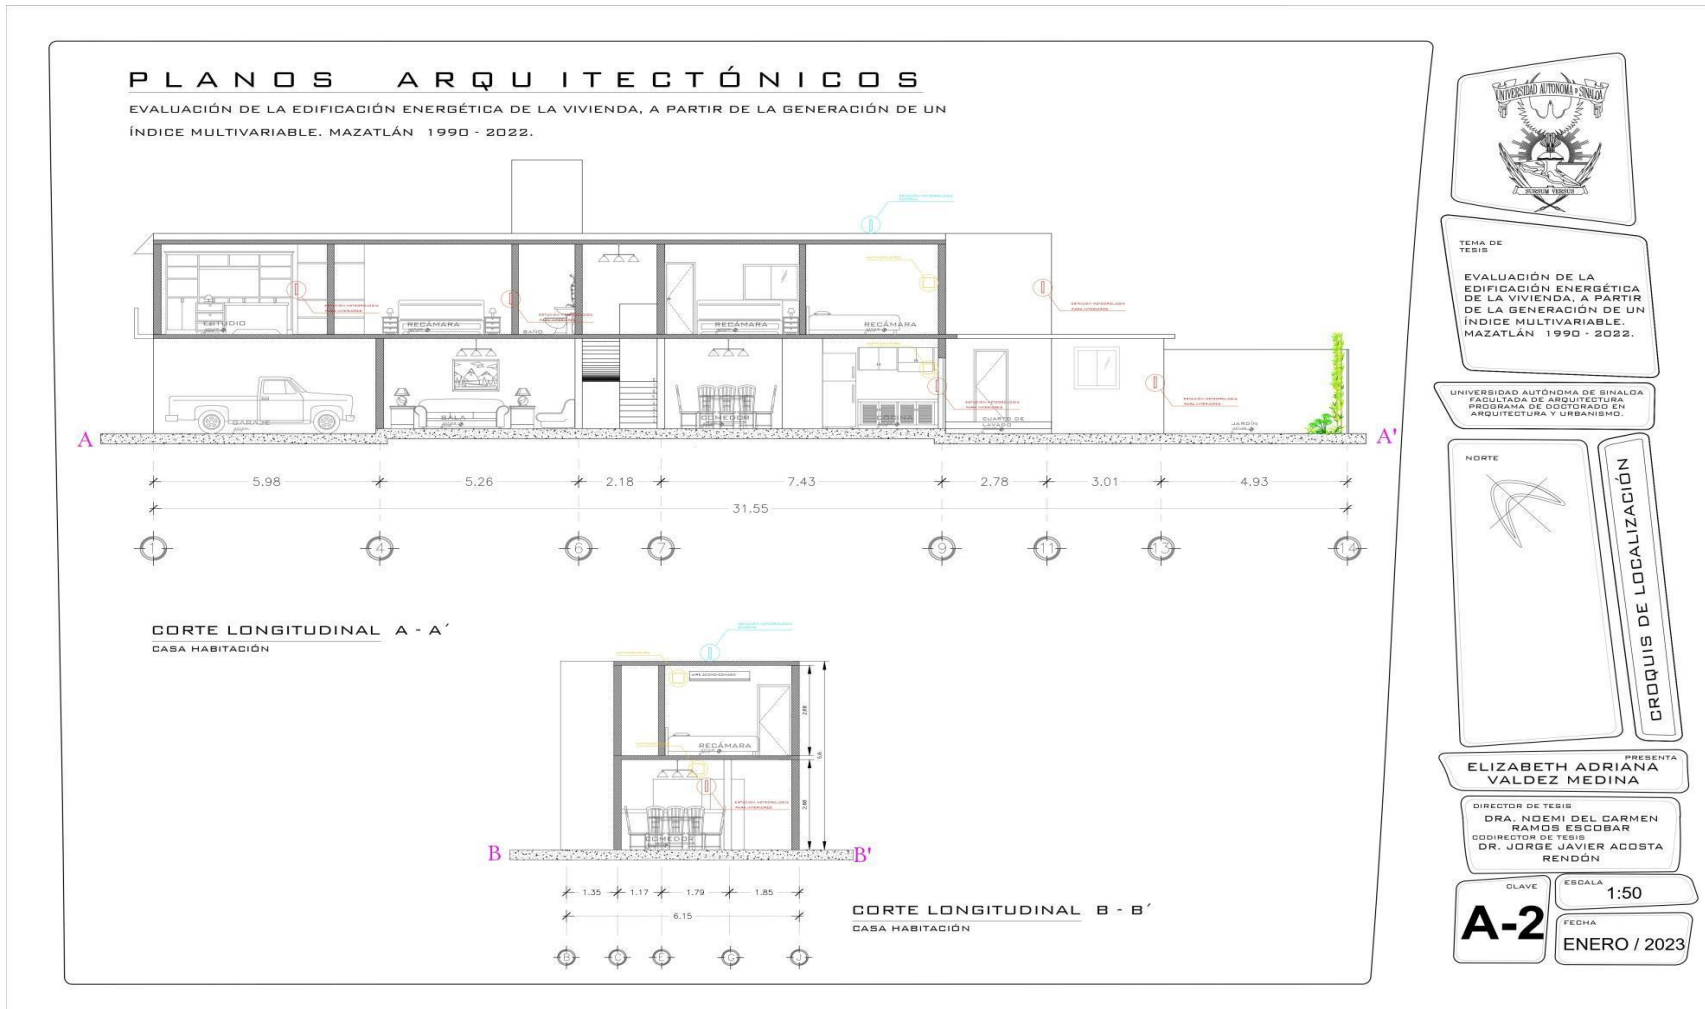 PLANOS ARQUITECTÓNICOS
EVALUACIÓN DE LA EDIFICACIÓN ENERGÉTICA DE LA VIVIENDA, A PARTIR DE LA GENERACIÓN DE UN
ÍNDICE MULTIVARIABLE. MAZATLÁN 1990 - 2022.
ESTUDIO
RECÁMARA
BAÑO
RECÁMARA
RECÁMARA
GARAJE
SALA
COMEDOR
COCINA
CUARTO DE
LAVADO
JARDÍN
A
A'
5.98
5.26
2.18
7.43
2.78
3.01
4.93
31.55
1
4
6
7
9
11
13
14
CORTE LONGITUDINAL A - A´
CASA HABITACIÓN
AIRE ACONDICIONADO
RECÁMARA
COMEDOR
B
B'
1.35
1.17
1.79
1.85
6.15
B
C
E
G
J
CORTE LONGITUDINAL B - B´
CASA HABITACIÓN
UNIVERSIDAD AUTONOMA D SINALOA
SURSUM VERSUS
TEMA DE
TESIS
EVALUACIÓN DE LA
EDIFICACIÓN ENERGÉTICA
DE LA VIVIENDA, A PARTIR
DE LA GENERACIÓN DE UN
ÍNDICE MULTIVARIABLE.
MAZATLÁN 1990 - 2022.
UNIVERSIDAD AUTÓNOMA DE SINALOA
FACULTADA DE ARQUITECTURA
PROGRAMA DE DOCTORADO EN
ARQUITECTURA Y URBANISMO.
NORTE
CROQUIS DE LOCALIZACIÓN
PRESENTA
ELIZABETH ADRIANA
VALDEZ MEDINA
DIRECTOR DE TESIS
DRA. NOEMI DEL CARMEN
RAMOS ESCOBAR
CODIRECTOR DE TESIS
DR. JORGE JAVIER ACOSTA
RENDÓN
CLAVE
A-2
ESCALA
1:50
FECHA
ENERO / 2023